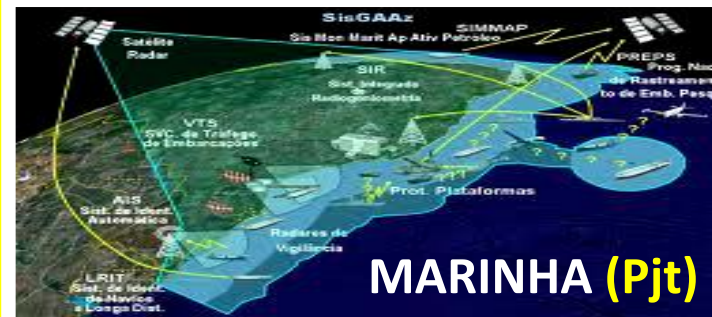 SisGAAz
Sis Mon Marit Ap Ativ Petróleo
SIMMAP
Satélite
Radar
PREPS
Prog. Nac
de Rastreamen
to de Emb. Pesq
SIR
Sist. Integrado
de
Radiogoniometria
VTS
SVC. de Tráfego
de Embarcações
Prot. Plataformas
AIS
Sist. de Ident.
Automática
Radares de
Vigilância
LRIT
Sist. de Ident.
de Navios
a Longa Dist.
MARINHA (Pjt)